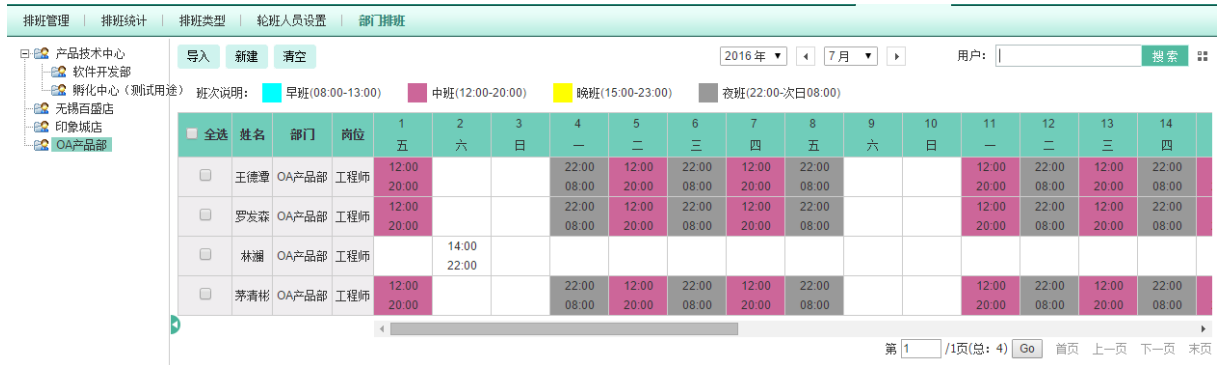 排班管理 | 排班统计 | 排班类型 | 轮班人员设置 | 部门排班
产品技术中心
软件开发部
孵化中心（测试用途）
无锡百盛店
印象城店
OA产品部
导入 新建 清空 2016年 7月 用户： 搜索
班次说明： 早班(08:00-13:00) 中班(12:00-20:00) 晚班(15:00-23:00) 夜班(22:00-次日08:00)
全选 姓名 部门 岗位 1 2 3 4 5 6 7 8 9 10 11 12 13 14
五 六 日 一 二 三 四 五 六 日 一 二 三 四
王德潭 OA产品部 工程师 12:00 22:00 12:00 22:00 12:00 22:00 12:00 22:00 12:00 22:00
20:00 08:00 20:00 08:00 20:00 08:00 20:00 08:00 20:00 08:00
罗发森 OA产品部 工程师 12:00 22:00 12:00 22:00 12:00 22:00 12:00 22:00 12:00 22:00
20:00 08:00 20:00 08:00 20:00 08:00 20:00 08:00 20:00 08:00
林澜 OA产品部 工程师 14:00
22:00
茅清彬 OA产品部 工程师 12:00 22:00 12:00 22:00 12:00 22:00 12:00 22:00 12:00 22:00
20:00 08:00 20:00 08:00 20:00 08:00 20:00 08:00 20:00 08:00
第 1 /1页(总：4) Go 首页 上一页 下一页 末页